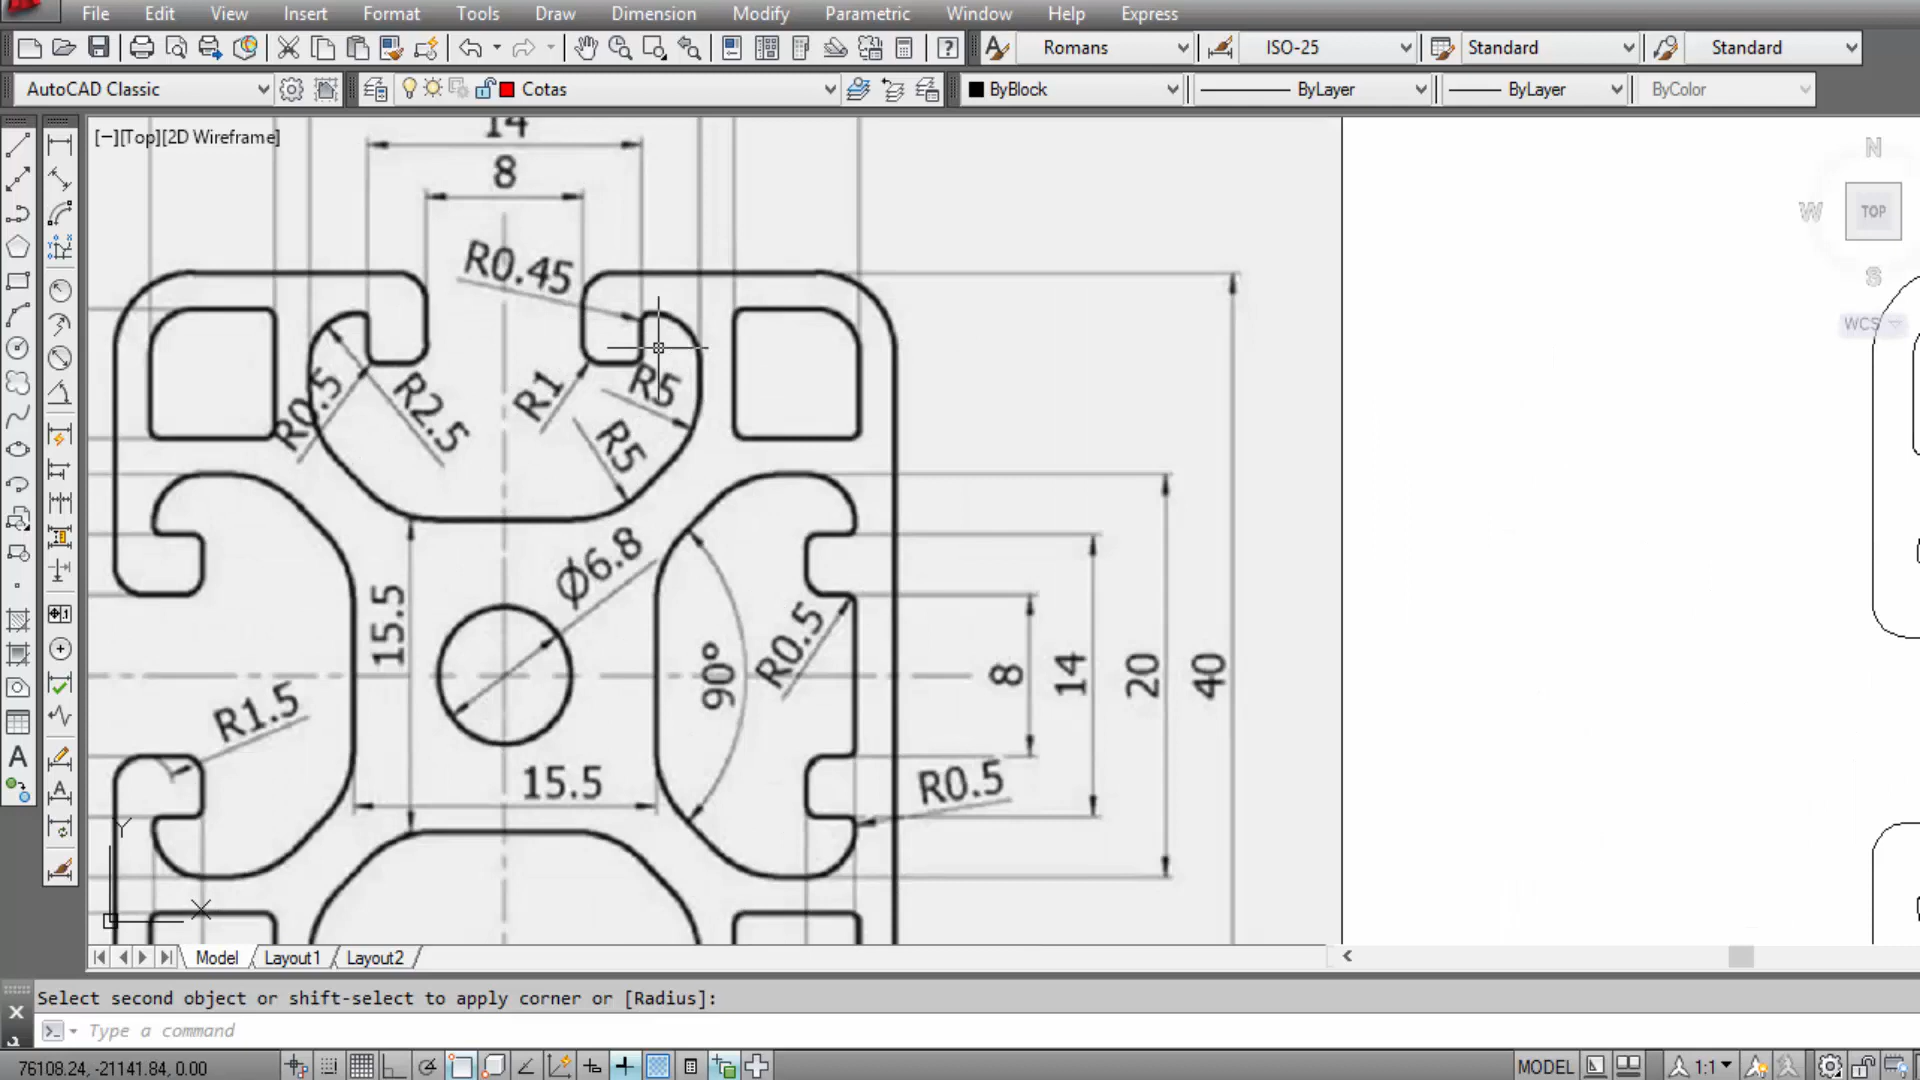 File Edit View Insert Format Tools Draw Dimension Modify Parametric Window Help Express
Romans ISO-25 Standard Standard
AutoCAD Classic Cotas ByBlock ByLayer ByLayer ByColor
[−][Top][2D Wireframe]
14
8
R0.45
R0.5
R2.5
R1
R5
R5
Ø6.8
15.5
90°
R0.5
8
14
20
40
R1.5
15.5
R0.5
N
W
TOP
S
WCS
Y
X
Model Layout1 Layout2
Select second object or shift-select to apply corner or [Radius]:
Type a command
76108.24, -21141.84, 0.00
MODEL
1:1